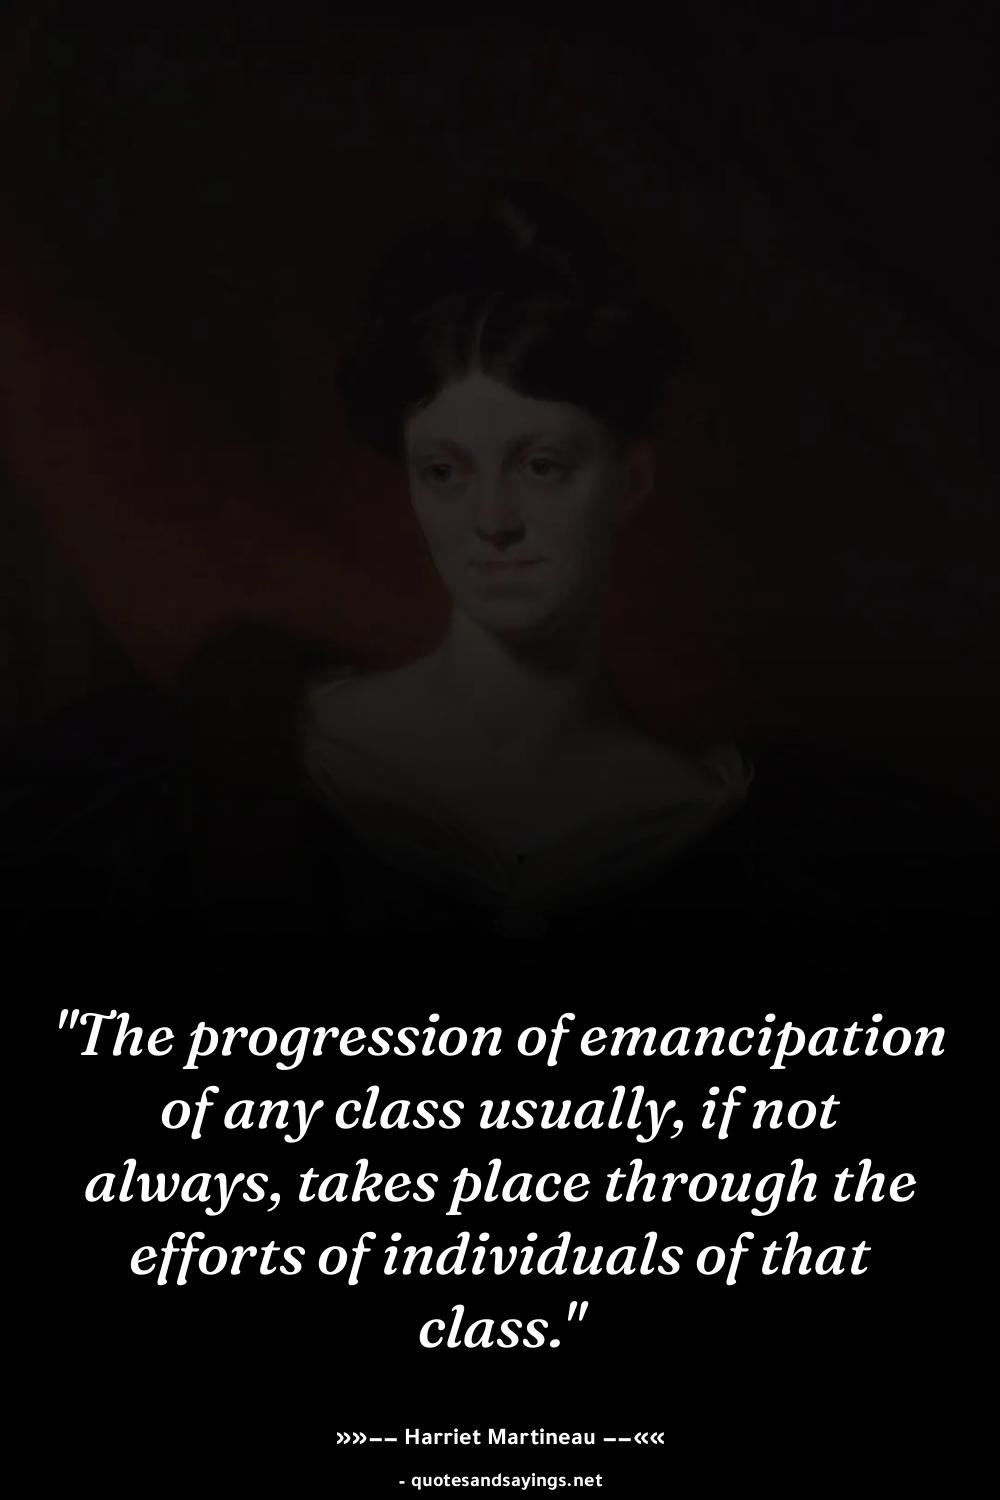 "The progression of emancipation
of any class usually, if not
always, takes place through the
efforts of individuals of that
class."
»»—— Harriet Martineau ——««
- quotesandsayings.net